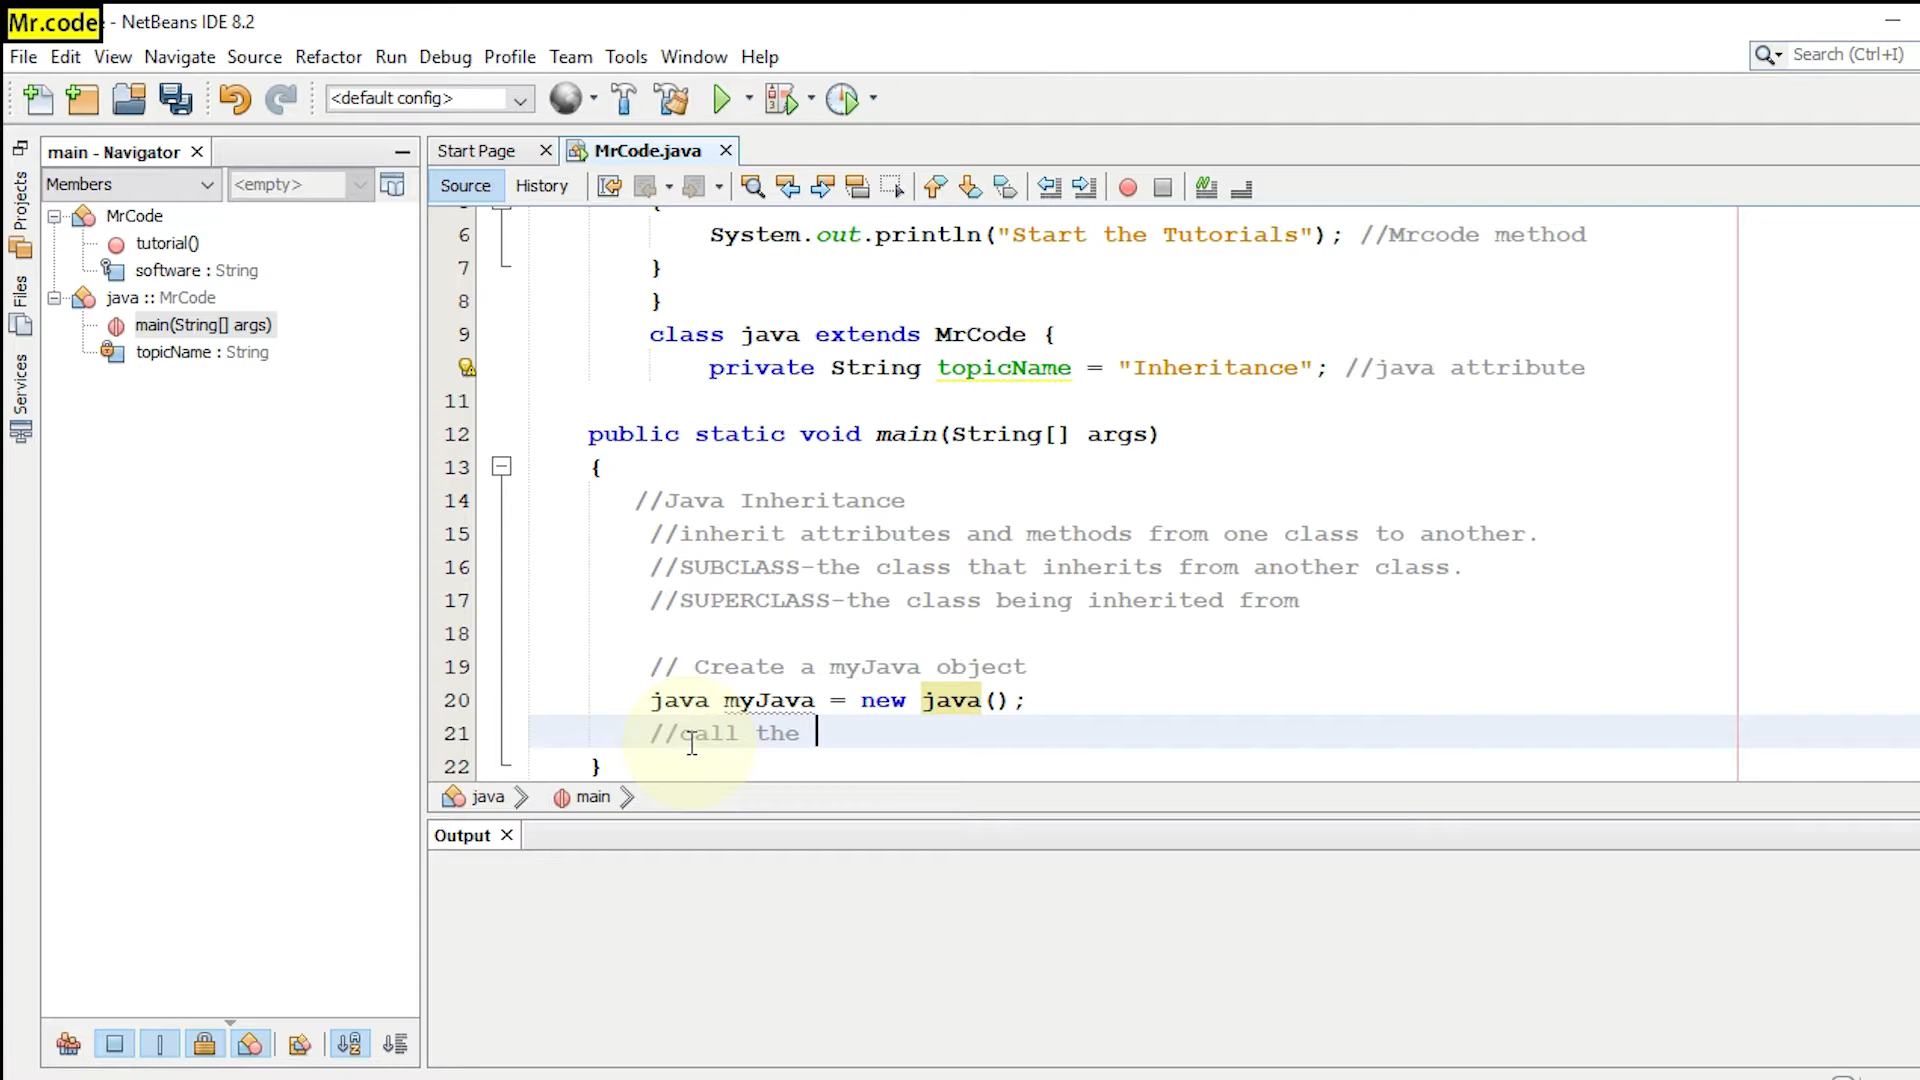 Mr.code - NetBeans IDE 8.2
File Edit View Navigate Source Refactor Run Debug Profile Team Tools Window Help
Search (Ctrl+I)
<default config>
main - Navigator
Start Page
MrCode.java
Members
<empty>
Source
History
Projects
Files
Services
MrCode
tutorial()
software : String
java :: MrCode
main(String[] args)
topicName : String
6 System.out.println("Start the Tutorials"); //Mrcode method
7 }
8 }
9 class java extends MrCode {
private String topicName = "Inheritance"; //java attribute
11
12 public static void main(String[] args)
13 {
14 //Java Inheritance
15 //inherit attributes and methods from one class to another.
16 //SUBCLASS-the class that inherits from another class.
17 //SUPERCLASS-the class being inherited from
18
19 // Create a myJava object
20 java myJava = new java();
21 //call the
22 }
java
main
Output